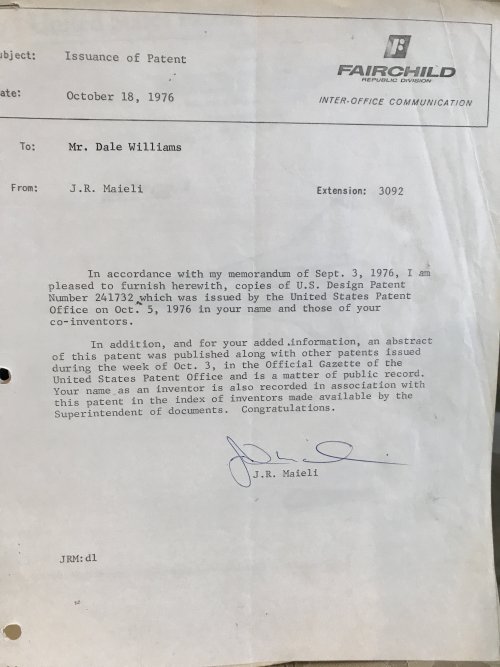 ubject: Issuance of Patent
FAIRCHILD
REPUBLIC DIVISION
ate: October 18, 1976
INTER-OFFICE COMMUNICATION
To: Mr. Dale Williams
From: J.R. Maieli Extension: 3092
In accordance with my memorandum of Sept. 3, 1976, I am
pleased to furnish herewith, copies of U.S. Design Patent
Number 241732 which was issued by the United States Patent
Office on Oct. 5, 1976 in your name and those of your
co-inventors.
In addition, and for your added information, an abstract
of this patent was published along with other patents issued
during the week of Oct. 3, in the Official Gazette of the
United States Patent Office and is a matter of public record.
Your name as an inventor is also recorded in association with
this patent in the index of inventors made available by the
Superintendent of documents. Congratulations.
J.R. Maieli
JRM:dl